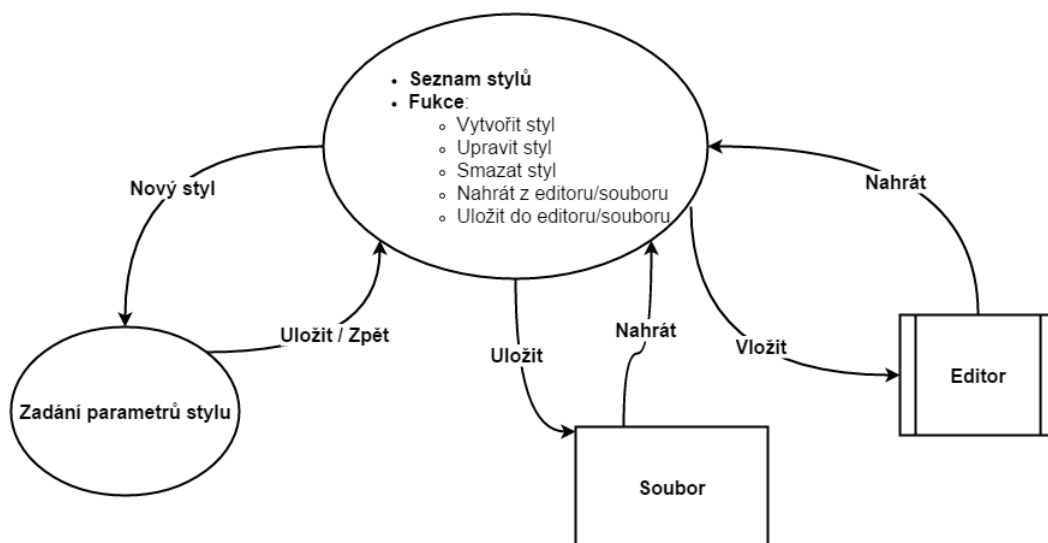 Seznam stylů
Fukce:
Vytvořit styl
Upravit styl
Smazat styl
Nahrát z editoru/souboru
Uložit do editoru/souboru
Nový styl
Nahrát
Uložit / Zpět
Nahrát
Uložit
Vložit
Editor
Zadání parametrů stylu
Soubor